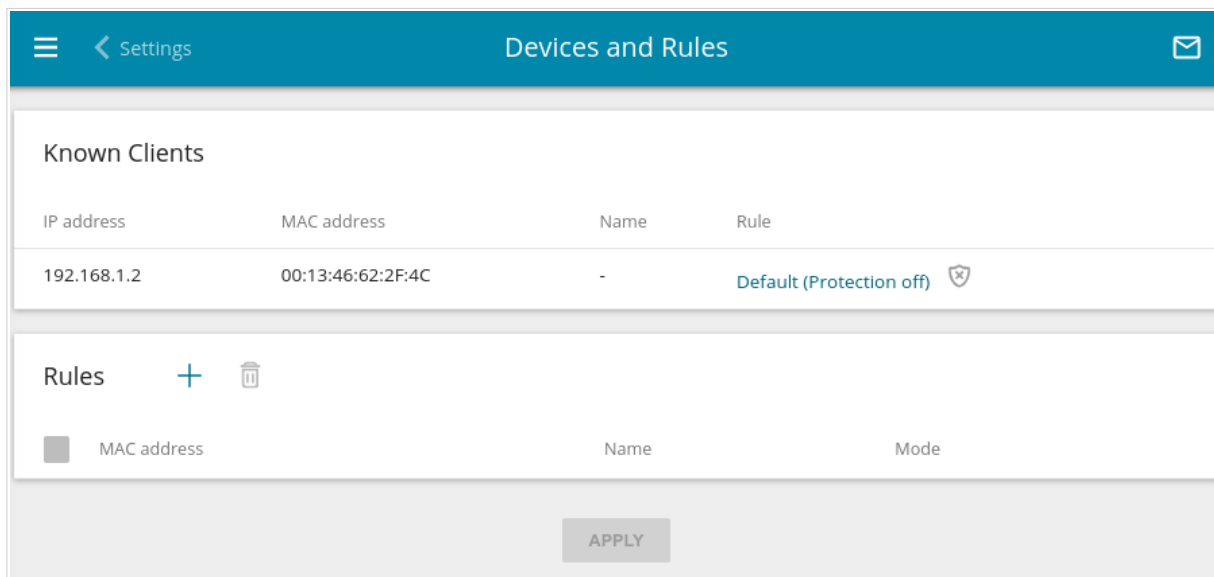 Settings Devices and Rules
Known Clients
IP address MAC address Name Rule
192.168.1.2 00:13:46:62:2F:4C - Default (Protection off)
Rules
MAC address Name Mode
APPLY